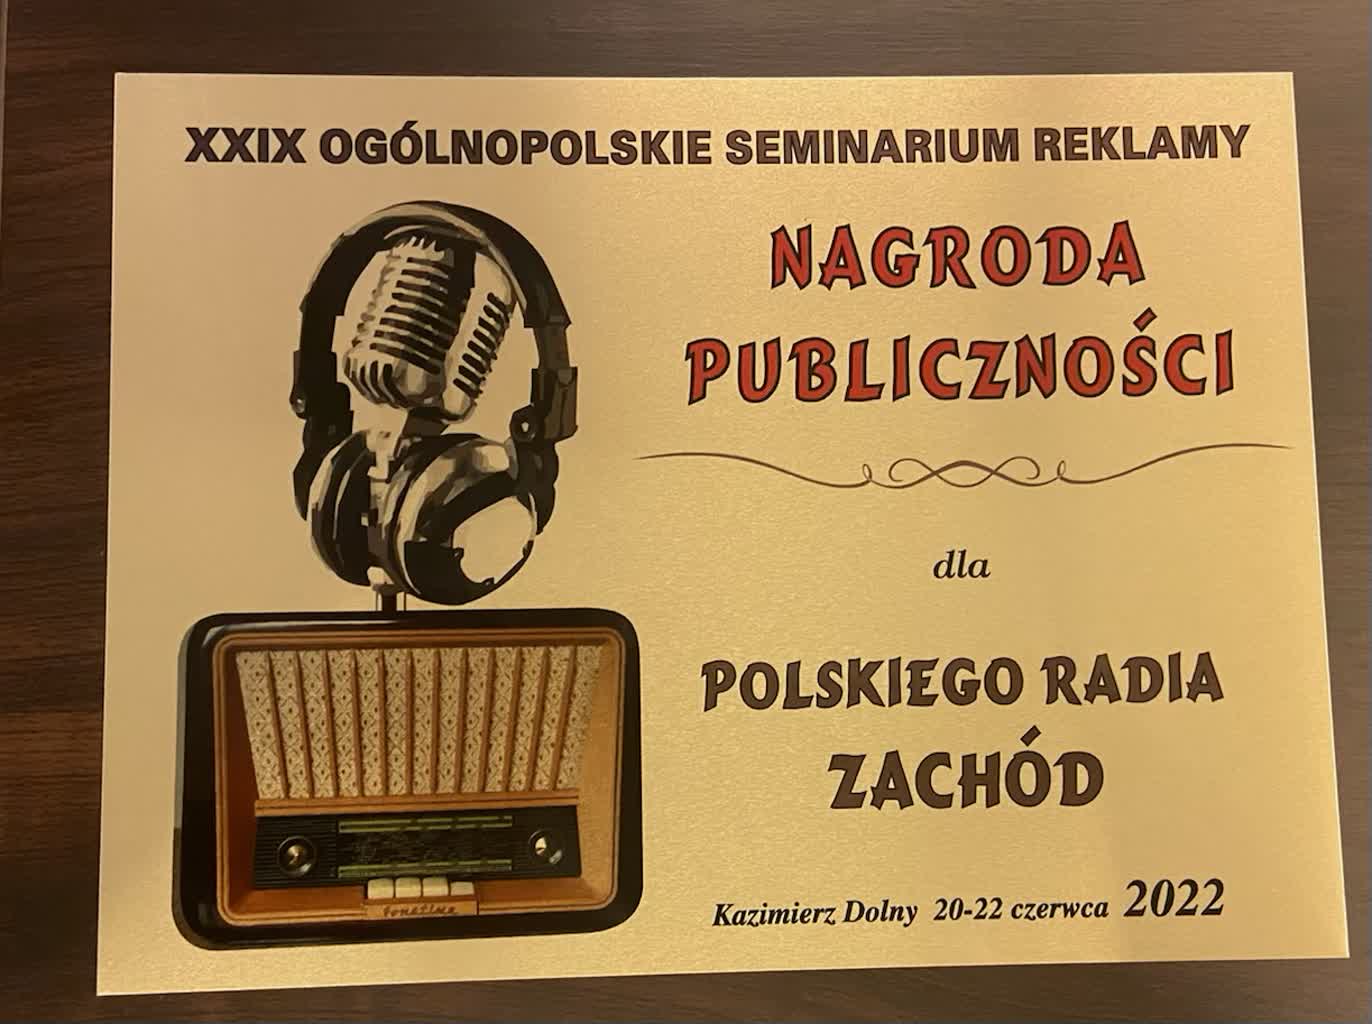 XXIX OGÓLNOPOLSKIE SEMINARIUM REKLAMY
NAGRODA
PUBLICZNOŚCI
dla
POLSKIEGO RADIA
ZACHÓD
Kazimierz Dolny 20-22 czerwca 2022